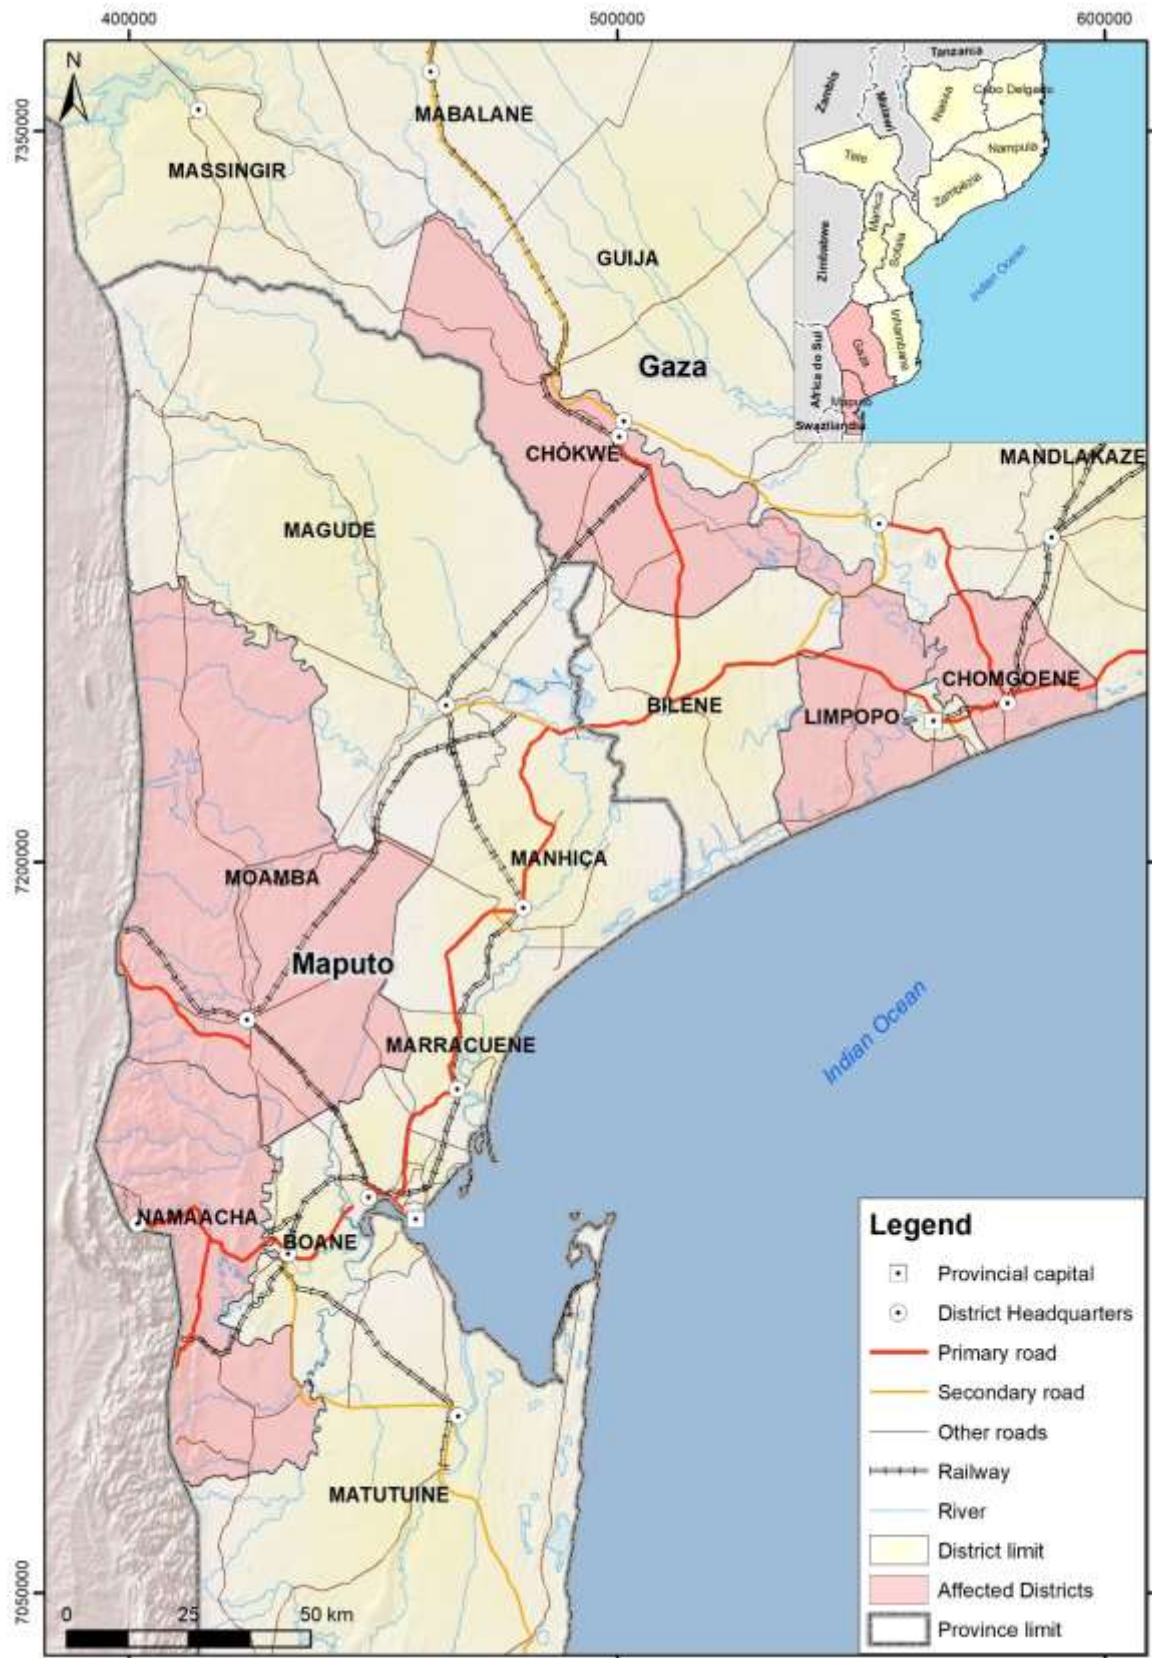 400000
500000
600000
N
7350000
7200000
7050000
MABALANE
MASSINGIR
GUIJA
Gaza
CHÓKWÈ
MANDLAKAZE
MAGUDE
CHOMGOENE
BILENE
LIMPOPO
MANHIÇA
MOAMBA
Maputo
MARRACUENE
Indian Ocean
NAMAACHA
BOANE
MATUTUINE
0 25 50 km
Tanzania
Zambia
Malawi
Niassa
Cabo Delgado
Nampula
Tete
Zambézia
Manica
Sofala
Zimbabwe
Indian Ocean
Inhambane
Gaza
Africa do Sul
Maputo
Swazilandia
Legend
Provincial capital
District Headquarters
Primary road
Secondary road
Other roads
Railway
River
District limit
Affected Districts
Province limit